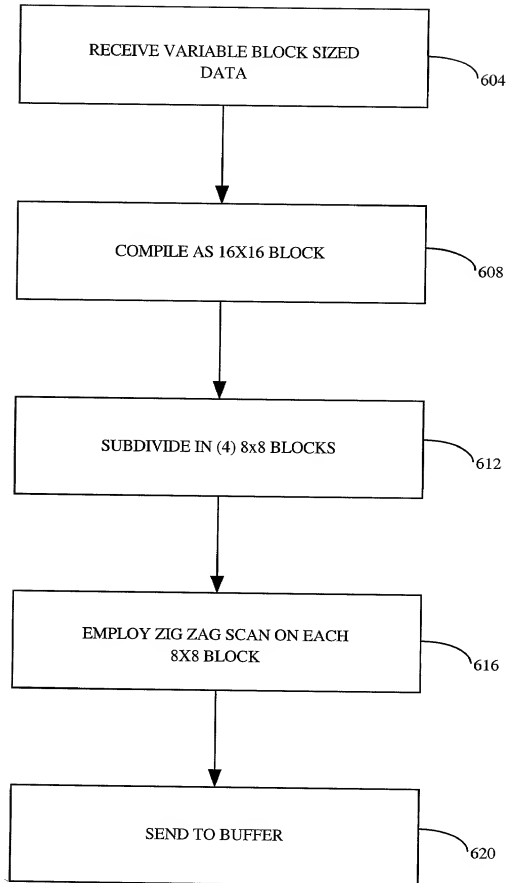 RECEIVE VARIABLE BLOCK SIZED
DATA
604
COMPILE AS 16X16 BLOCK
608
SUBDIVIDE IN (4) 8x8 BLOCKS
612
EMPLOY ZIG ZAG SCAN ON EACH
8X8 BLOCK
616
SEND TO BUFFER
620